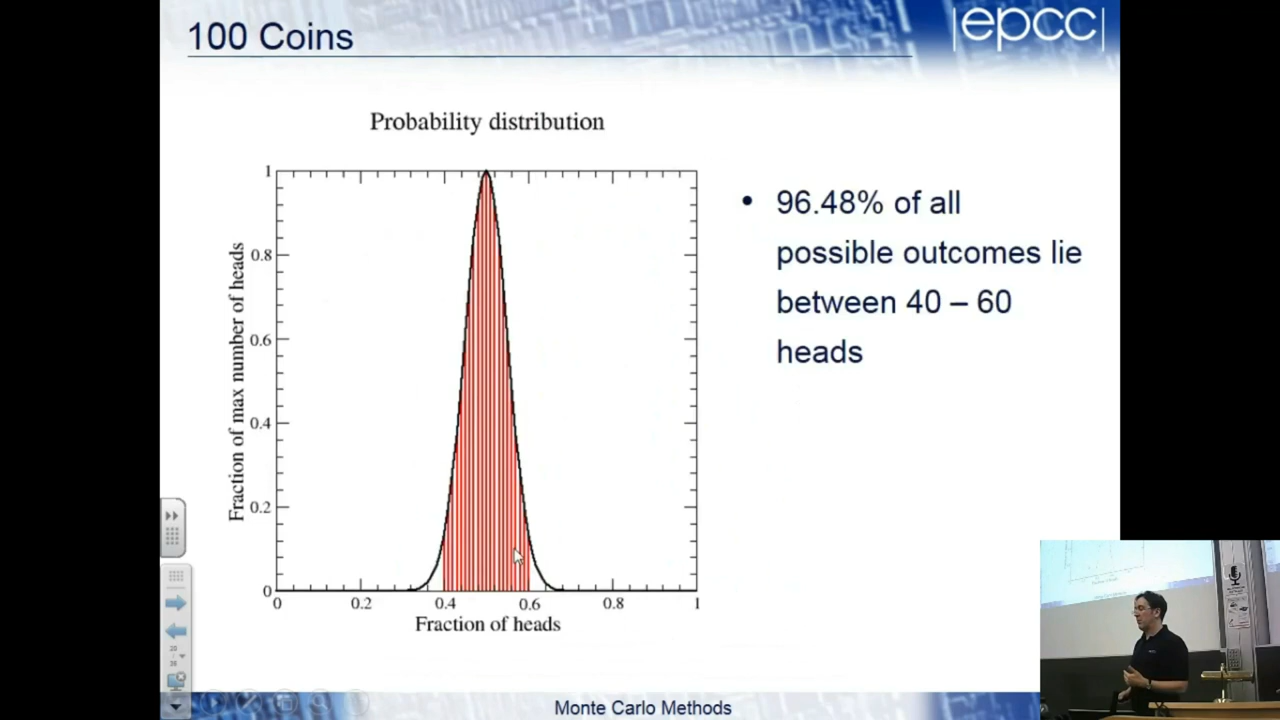 100 Coins
|epcc|
Probability distribution
1
0.8
0.6
0.4
0.2
0
Fraction of max number of heads
0
0.2
0.4
0.6
0.8
1
Fraction of heads
• 96.48% of all
possible outcomes lie
between 40 – 60
heads
Monte Carlo Methods